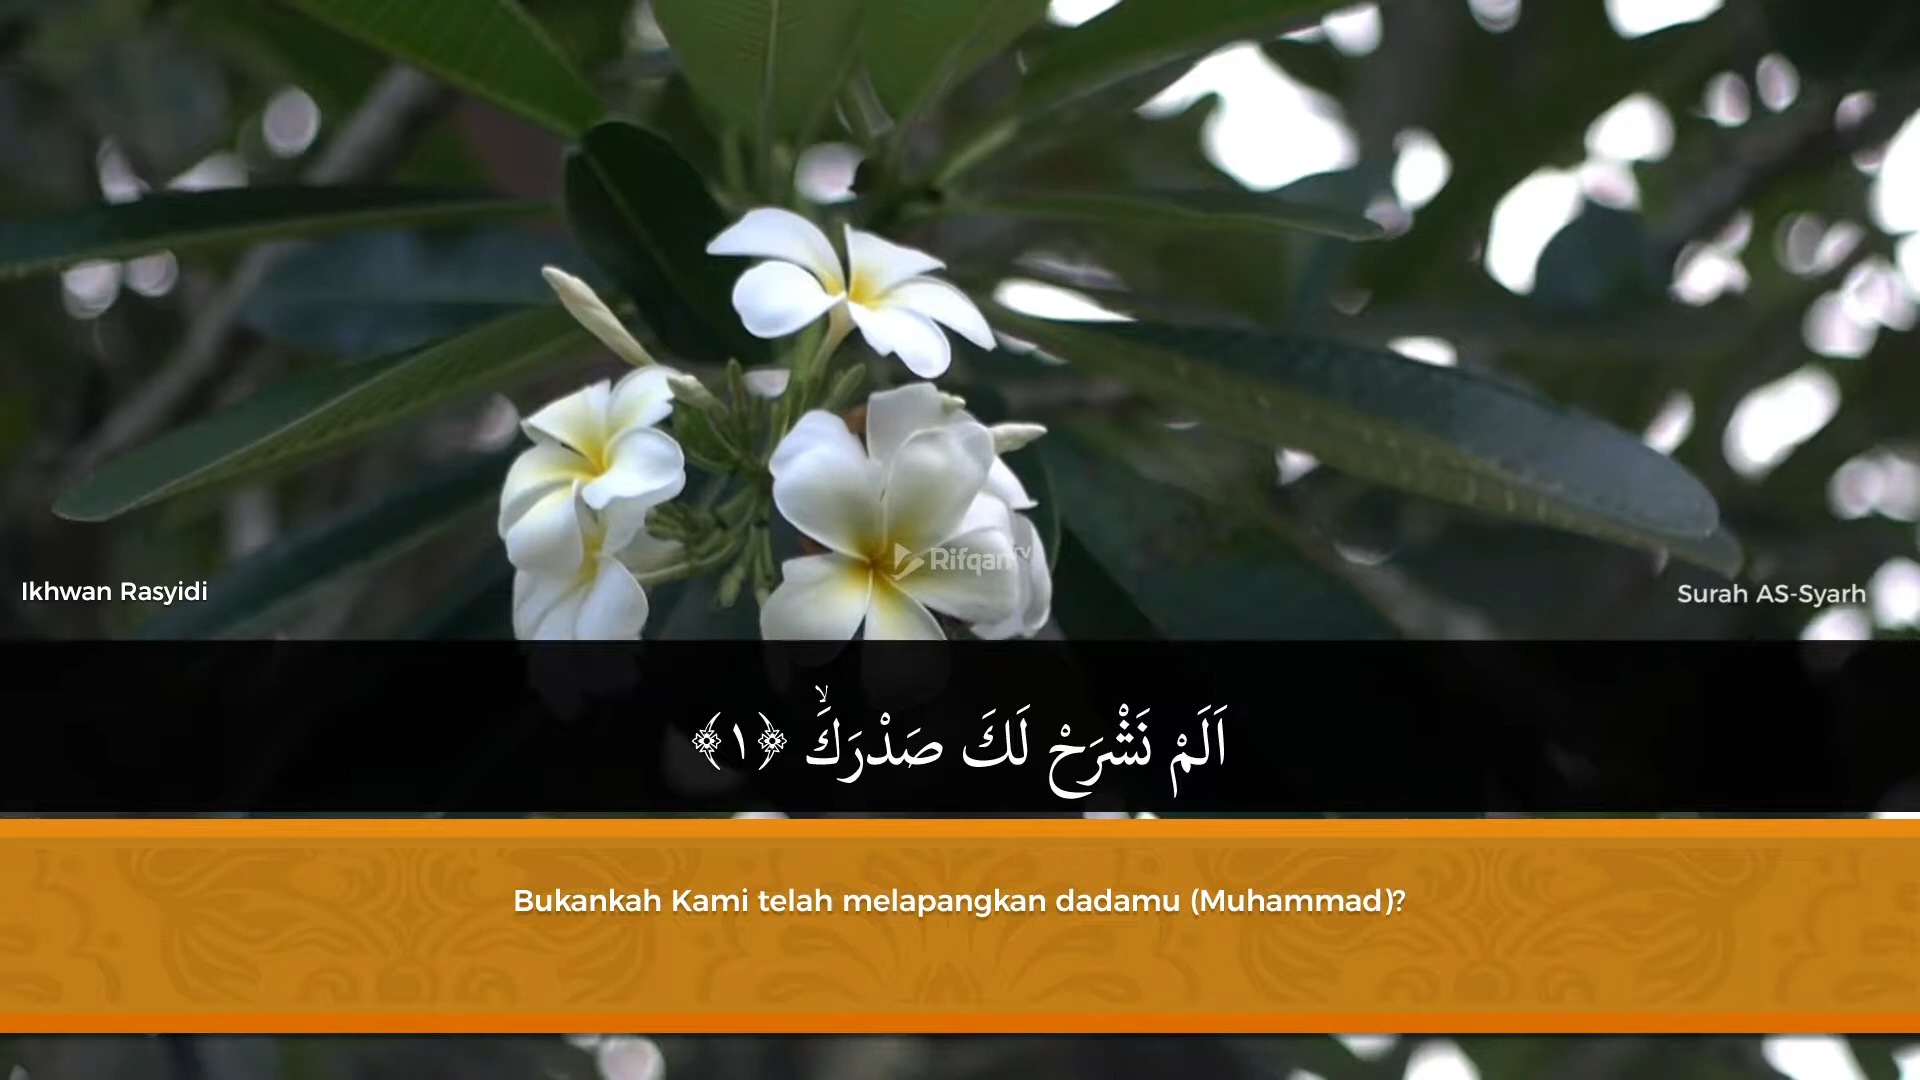 Rifqan TV
Ikhwan Rasyidi
Surah AS-Syarh
اَلَمْ نَشْرَحْ لَكَ صَدْرَكَۙ ﴿١﴾
Bukankah Kami telah melapangkan dadamu (Muhammad)?